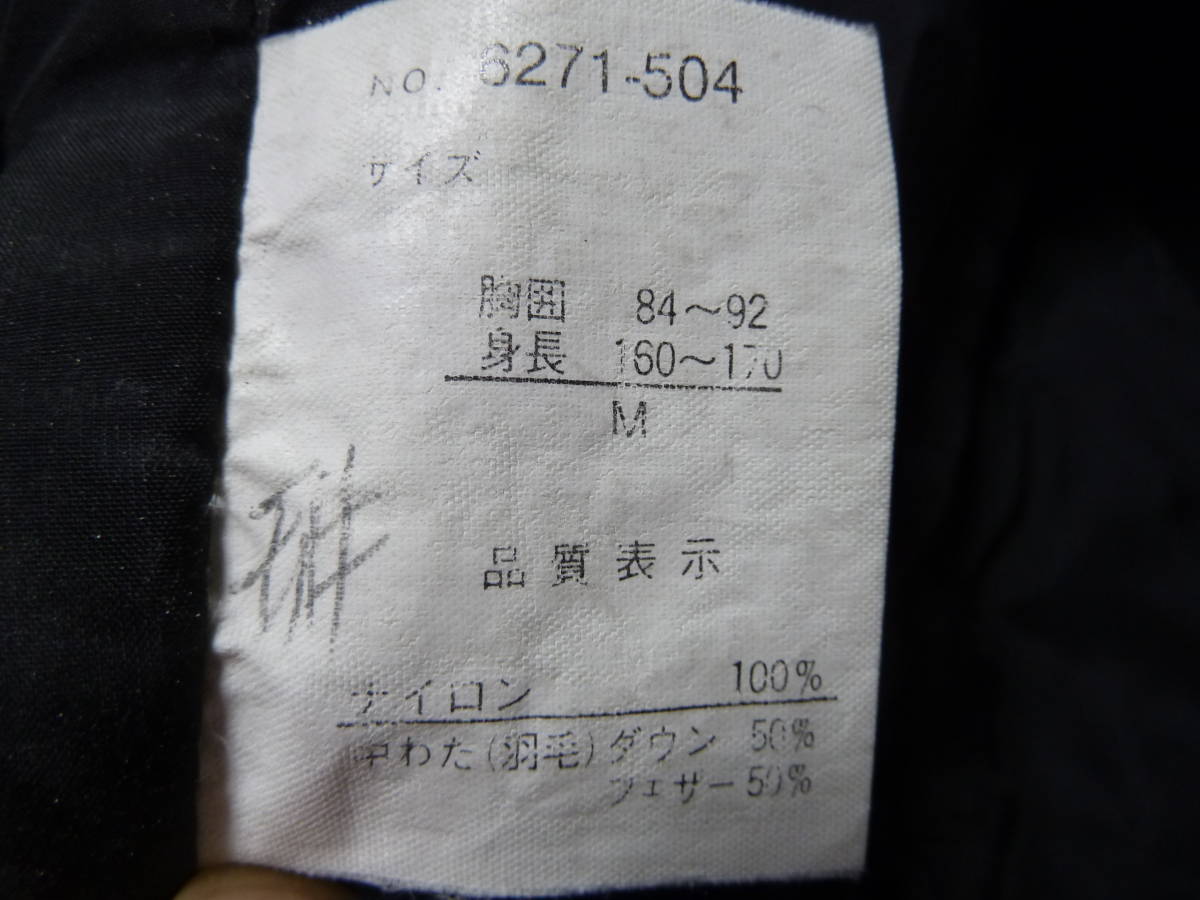 NO. 6271-504
サイズ
胸囲 84～92
身長 160～170
M
品質表示
ナイロン 100%
中わた(羽毛)ダウン 50%
フェザー 50%